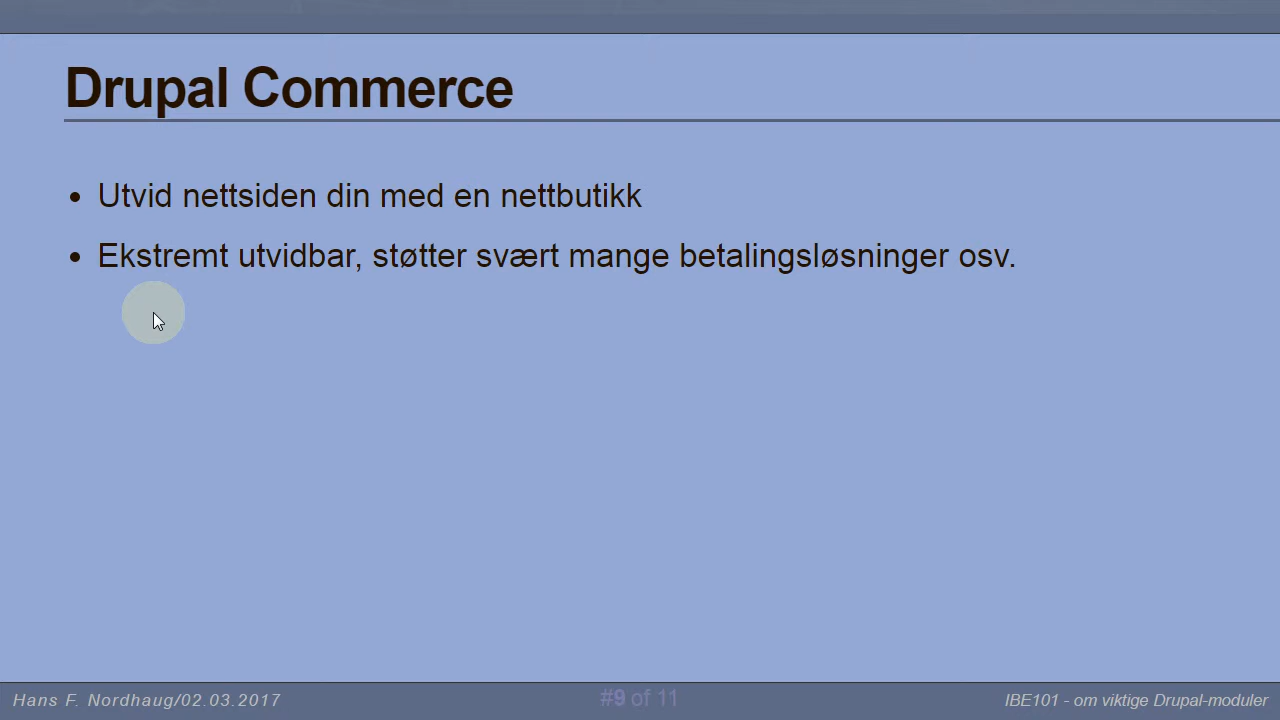 Drupal Commerce
Utvid nettsiden din med en nettbutikk
Ekstremt utvidbar, støtter svært mange betalingsløsninger osv.
Hans F. Nordhaug/02.03.2017
#9 of 11
IBE101 - om viktige Drupal-moduler